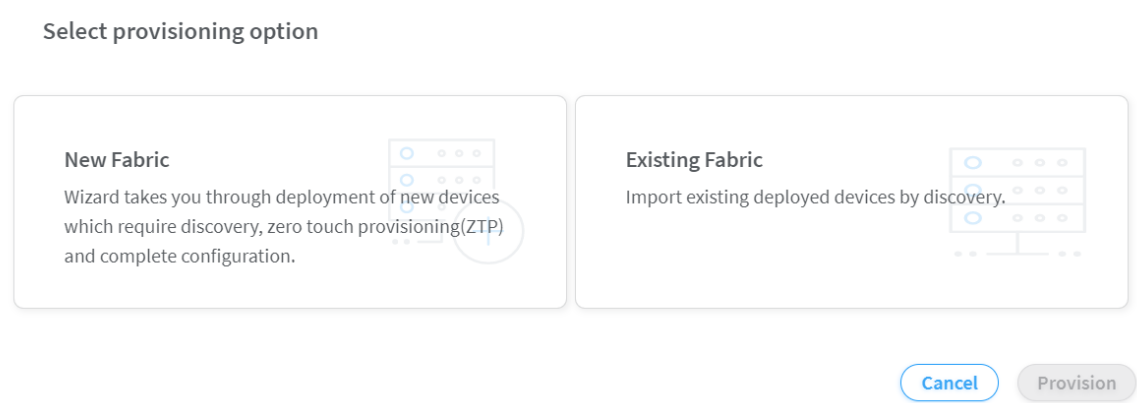 Select provisioning option
New Fabric
Wizard takes you through deployment of new devices
which require discovery, zero touch provisioning(ZTP)
and complete configuration.
Existing Fabric
Import existing deployed devices by discovery.
Cancel
Provision